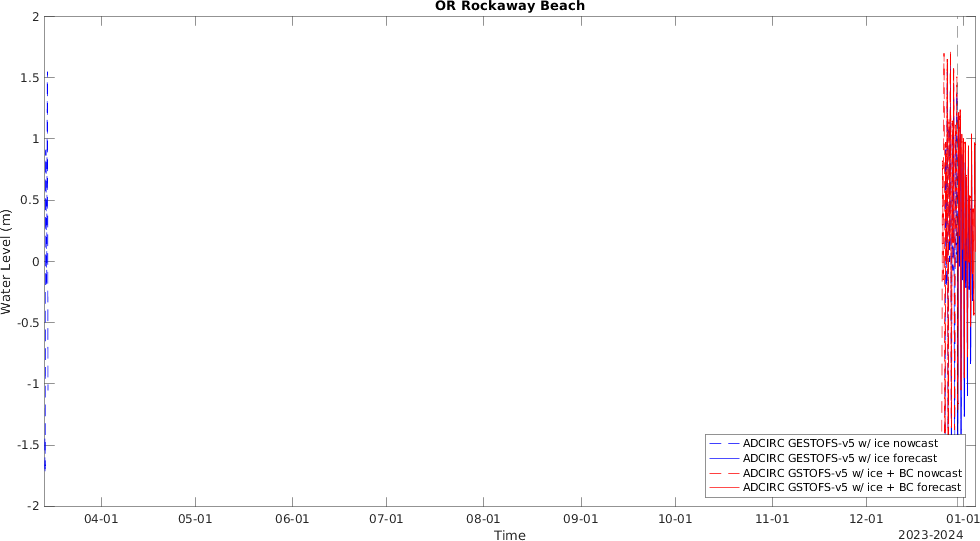 OR Rockaway Beach
2
1.5
1
0.5
0
-0.5
-1
-1.5
-2
Water Level (m)
ADCIRC GESTOFS-v5 w/ ice nowcast
ADCIRC GESTOFS-v5 w/ ice forecast
ADCIRC GSTOFS-v5 w/ ice + BC nowcast
ADCIRC GSTOFS-v5 w/ ice + BC forecast
04-01 05-01 06-01 07-01 08-01 09-01 10-01 11-01 12-01 01-01
Time
2023-2024